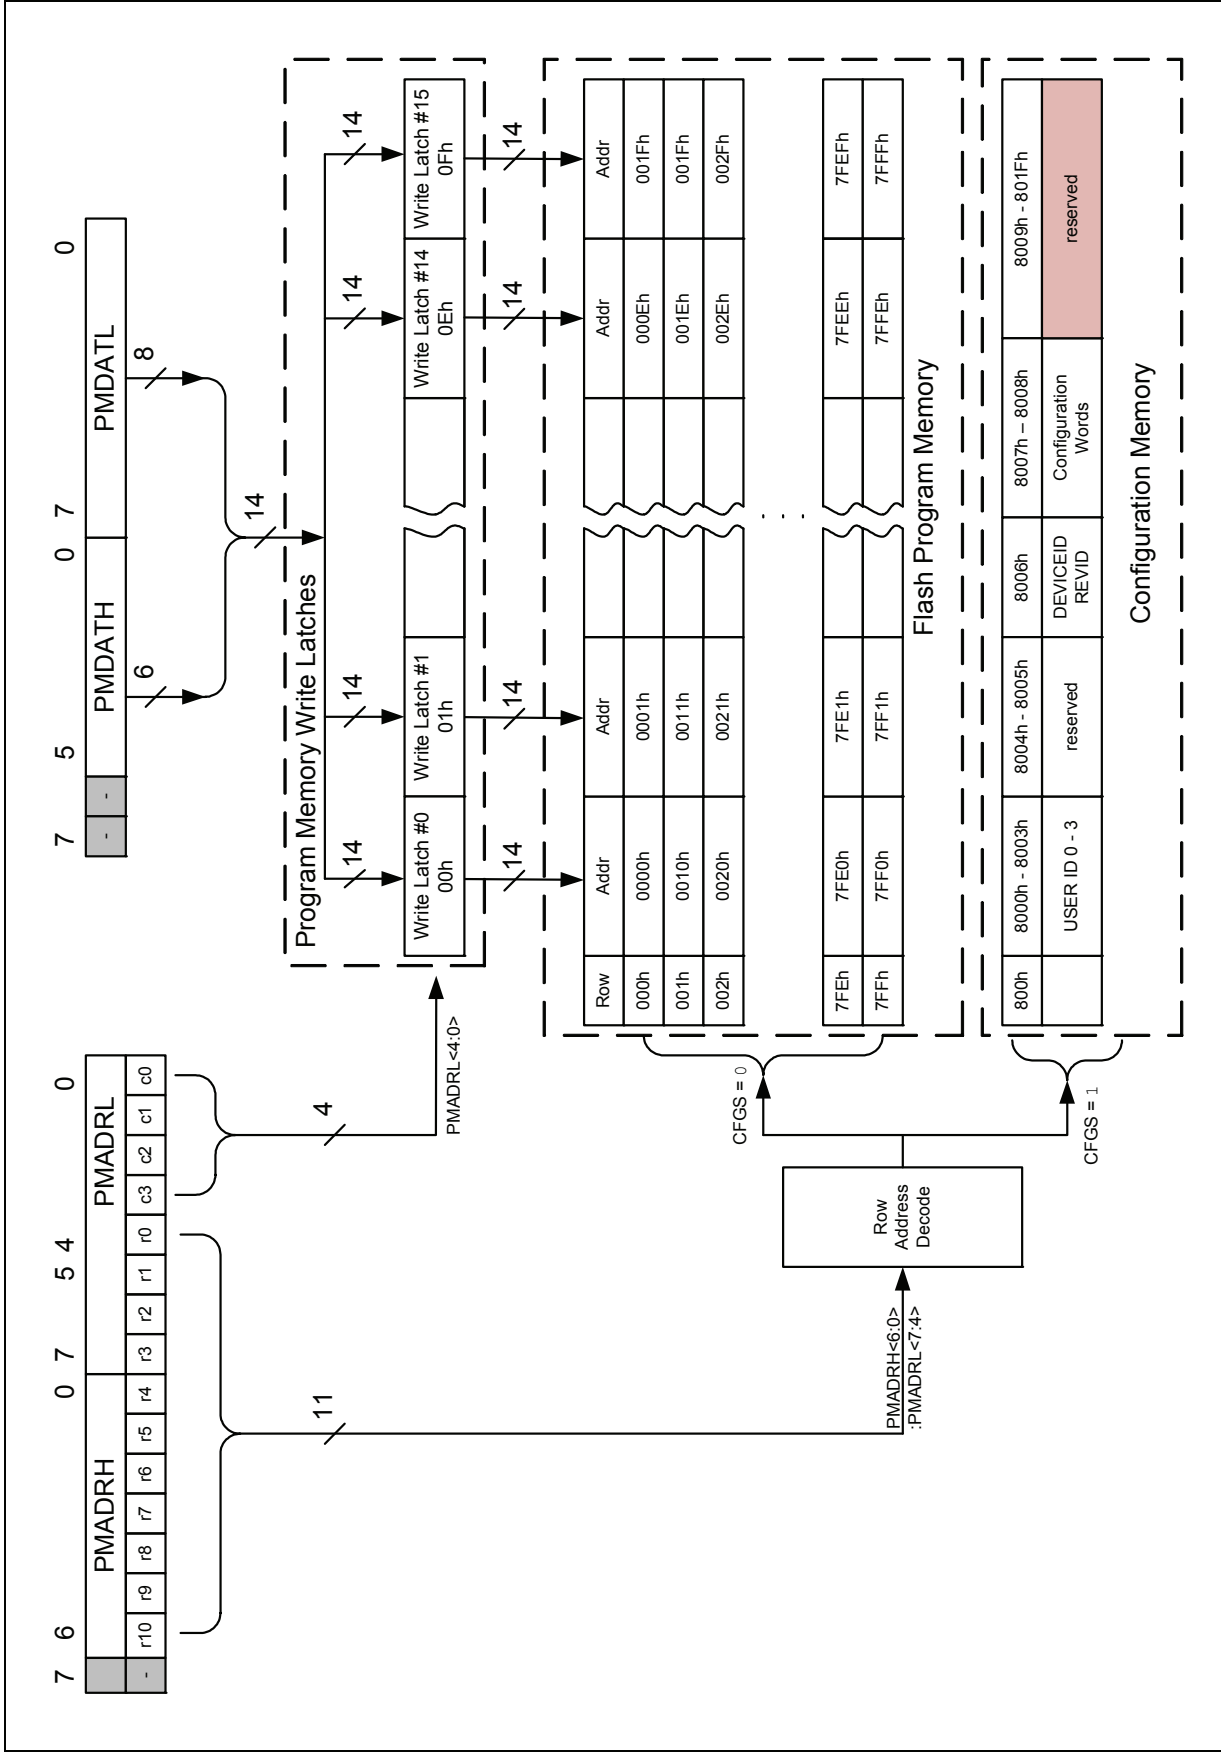 7 6 0 7 5 4 0
PMADRH PMADRL
- r10 r9 r8 r7 r6 r5 r4 r3 r2 r1 r0 c3 c2 c1 c0
11
4
PMADRL<4:0>
7 5 0 7 0
- - PMDATH PMDATL
6 8
14
Program Memory Write Latches
14 14 14 14
Write Latch #0 Write Latch #1 Write Latch #14 Write Latch #15
00h 01h 0Eh 0Fh
14 14 14 14
Row Addr Addr Addr Addr
000h 0000h 0001h 000Eh 001Fh
001h 0010h 0011h 001Eh 001Fh
002h 0020h 0021h 002Eh 002Fh
. . . .
7FEh 7FE0h 7FE1h 7FEEh 7FEFh
7FFh 7FF0h 7FF1h 7FFEh 7FFFh
Flash Program Memory
CFGS = 0
Row
Address
Decode
PMADRH<6:0>
:PMADRL<7:4>
CFGS = 1
800h 8000h - 8003h 8004h - 8005h 8006h 8007h – 8008h 8009h - 801Fh
USER ID 0 - 3 reserved DEVICEID Configuration reserved
REVID Words
Configuration Memory